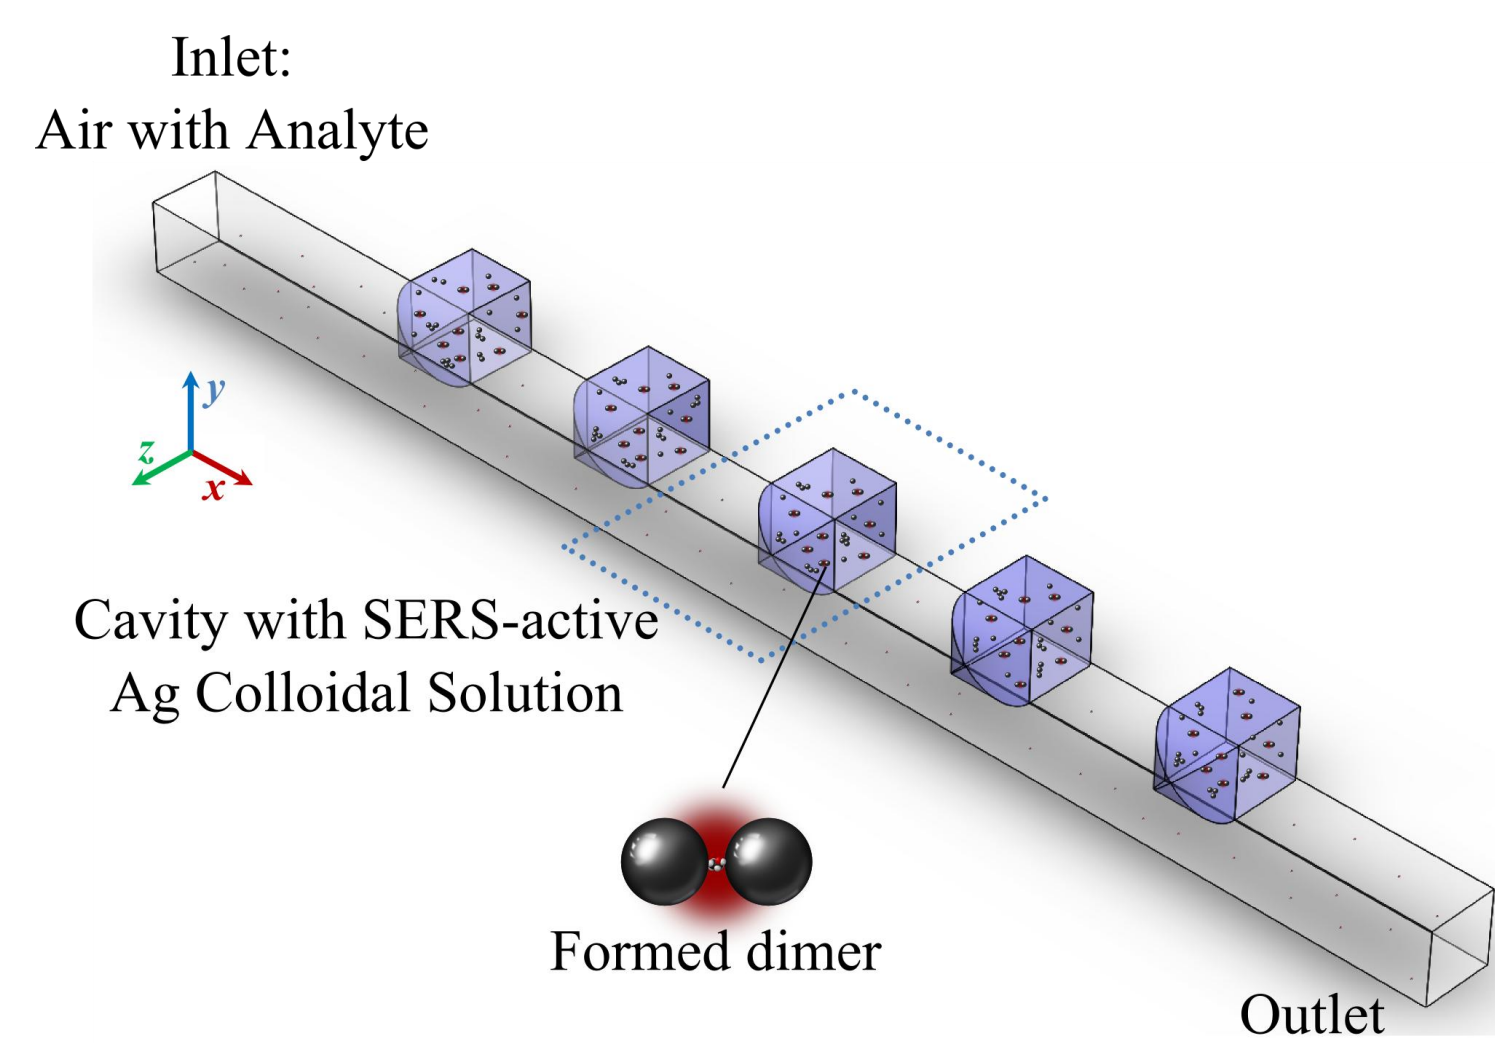 Inlet:
Air with Analyte
y
z
x
Cavity with SERS-active
Ag Colloidal Solution
Formed dimer
Outlet